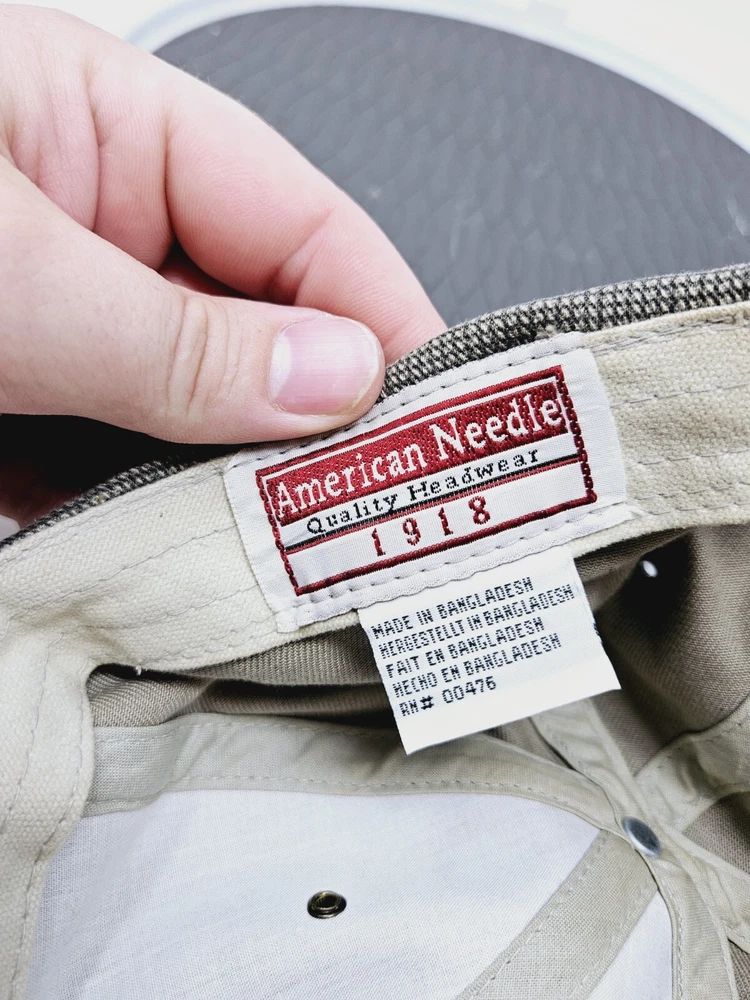 American Needle
Quality Headwear
1918
MADE IN BANGLADESH
HERGESTELLT IN BANGLADESH
FAIT EN BANGLADESH
HECHO EN BANGLADESH
RN# 00476